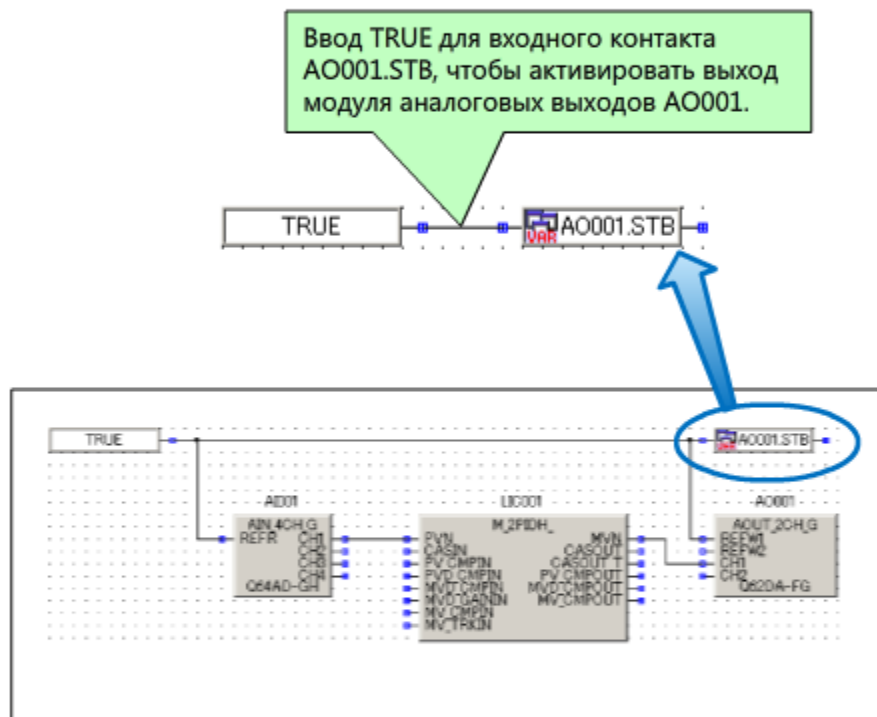 Ввод TRUE для входного контакта
AO001.STB, чтобы активировать выход
модуля аналоговых выходов AO001.
TRUE
VAR
AO001.STB
TRUE
AO001.STB
LIC001
AO001
AIN_4CH_G
REFR
CH1
CH2
CH3
CH4
Q64AD-GH
M_2PIDH_
PVN
CASIN
PV_CMPIN
PVD_CMPIN
MVD_CMPIN
MVD_GAININ
MV_CMPIN
MV_TRKIN
MVN
CASOUT
CASOUT_T
PV_CMPOUT
MVD_CMPOUT
MV_CMPOUT
AOUT_2CH_G
REFW1
REFW2
CH1
CH2
Q62DA-FG